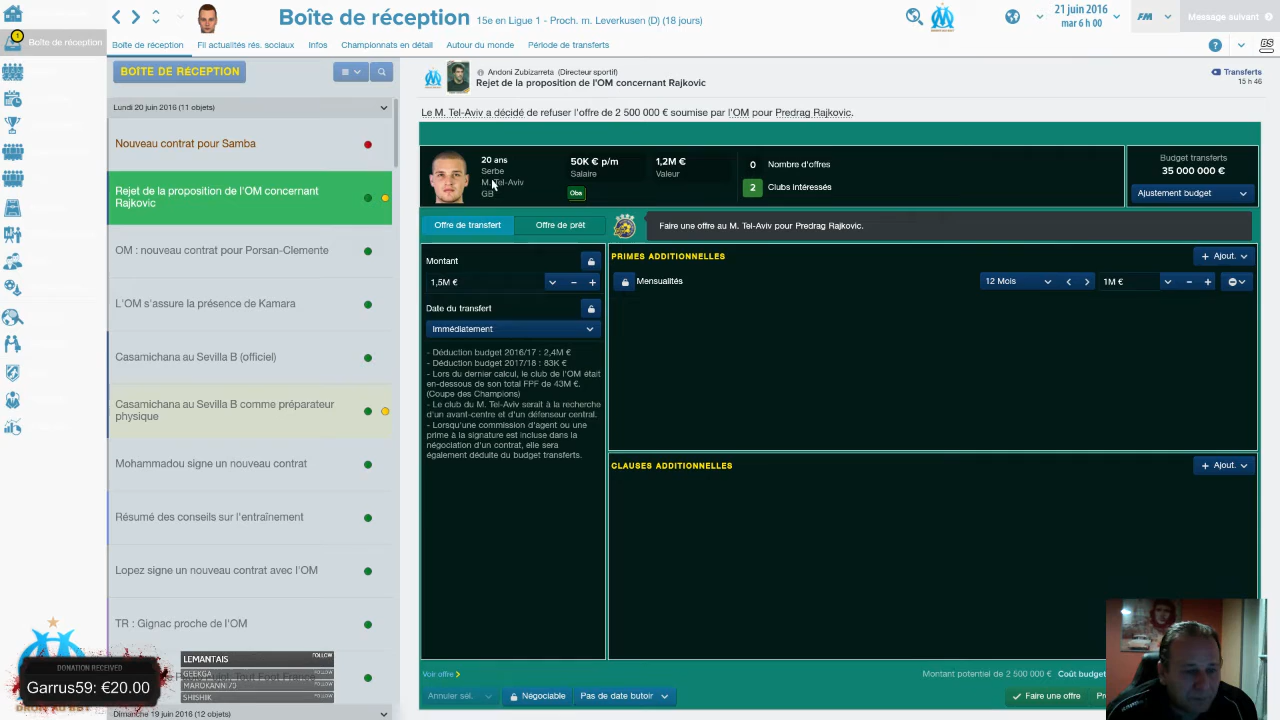 Boîte de réception
15e en Ligue 1 - Proch. m. Leverkusen (D) (18 jours)
21 juin 2016
mar 6 h 00
FM
Message suivant
Boîte de réception
Boîte de réception
Fil actualités rés. sociaux
Infos
Championnats en détail
Autour du monde
Période de transferts
BOÎTE DE RÉCEPTION
Lundi 20 juin 2016 (11 objets)
Nouveau contrat pour Samba
Rejet de la proposition de l'OM concernant
Rajkovic
OM : nouveau contrat pour Porsan-Clemente
L'OM s'assure la présence de Kamara
Casamichana au Sevilla B (officiel)
Casamichana au Sevilla B comme préparateur
physique
Mohammadou signe un nouveau contrat
Résumé des conseils sur l'entraînement
Lopez signe un nouveau contrat avec l'OM
TR : Gignac proche de l'OM
Dimanche 19 juin 2016 (12 objets)
Andoni Zubizarreta (Directeur sportif)
Rejet de la proposition de l'OM concernant Rajkovic
Transferts
15 h 46
Le M. Tel-Aviv a décidé de refuser l'offre de 2 500 000 € soumise par l'OM pour Predrag Rajkovic.
20 ans
Serbe
M. Tel-Aviv
GB
50K € p/m
Salaire
Obs
1,2M €
Valeur
0 Nombre d'offres
2 Clubs intéressés
Budget transferts
35 000 000 €
Ajustement budget
Offre de transfert
Offre de prêt
Faire une offre au M. Tel-Aviv pour Predrag Rajkovic.
Montant
1,5M €
Date du transfert
Immédiatement
- Déduction budget 2016/17 : 2,4M €
- Déduction budget 2017/18 : 83K €
- Lors du dernier calcul, le club de l'OM était
en-dessous de son total FPF de 43M €.
(Coupe des Champions)
- Le club du M. Tel-Aviv serait à la recherche
d'un avant-centre et d'un défenseur central.
- Lorsqu'une commission d'agent ou une
prime à la signature est incluse dans la
négociation d'un contrat, elle sera
également déduite du budget transferts.
PRIMES ADDITIONNELLES
Ajout.
Mensualités
12 Mois
1M €
CLAUSES ADDITIONNELLES
Ajout.
Voir offre
Montant potentiel de 2 500 000 € Coût budget
Annuler sél.
Négociable
Pas de date butoir
Faire une offre
DONATION RECEIVED
Garrus59: €20.00
LEMANTAIS FOLLOW
GEEKGA FOLLOW
MAROKANN:70 FOLLOW
SHISHIK FOLLOW